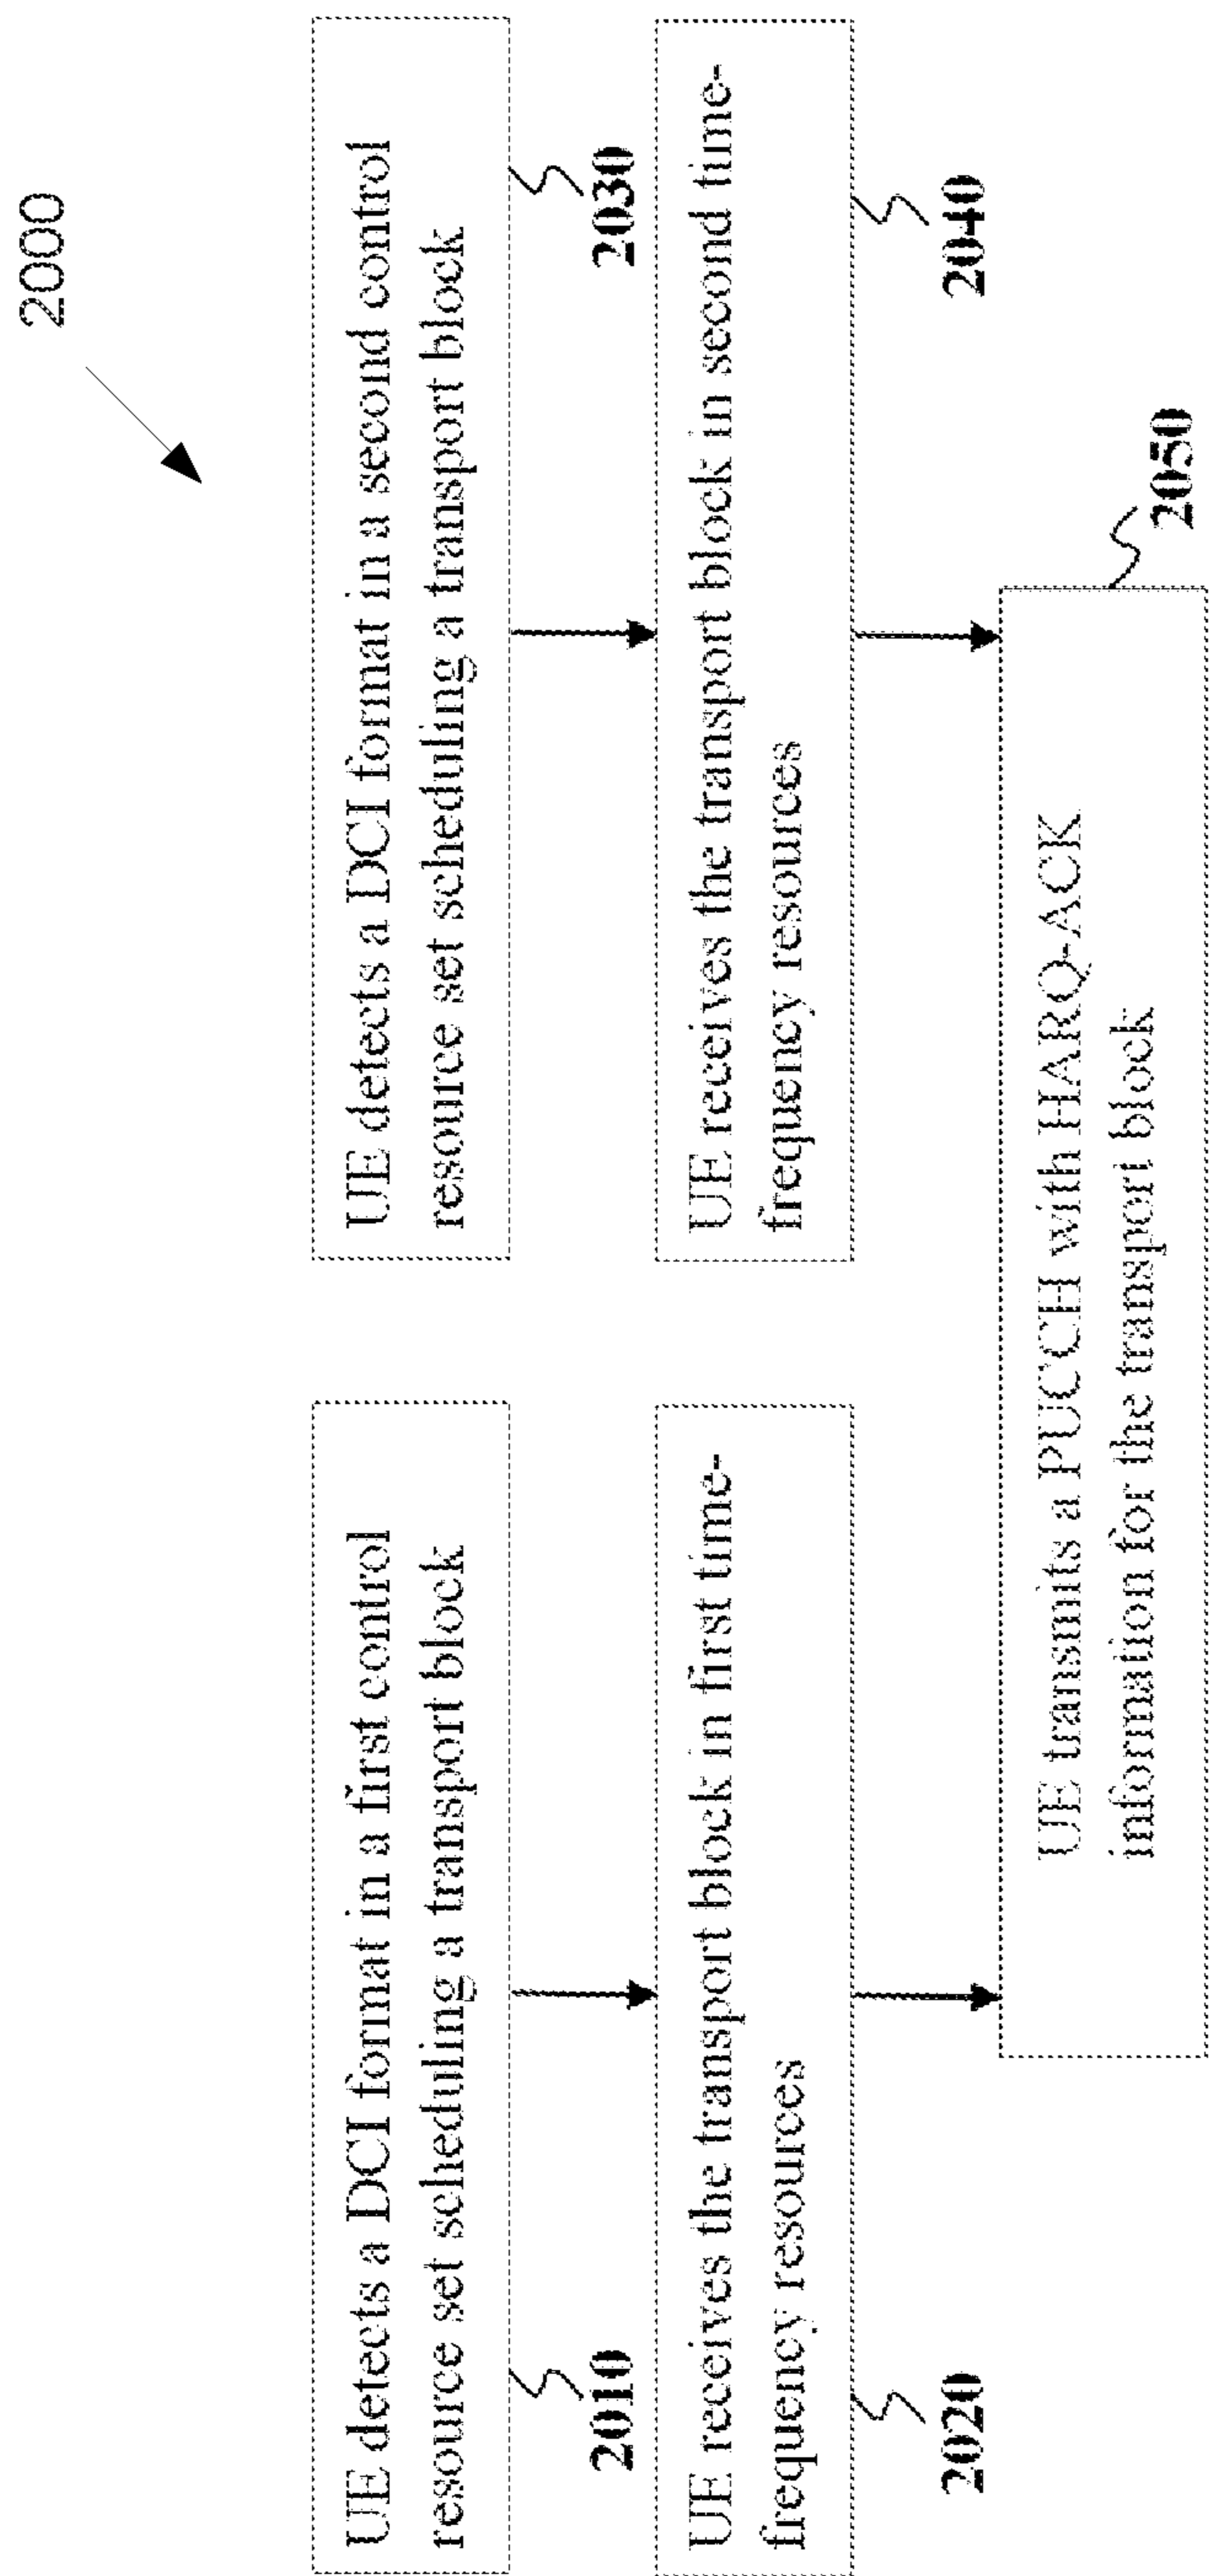 2000
UE detects a DCI format in a first control
resource set scheduling a transport block
2010
UE receives the transport block in first time-
frequency resources
2020
UE detects a DCI format in a second control
resource set scheduling a transport block
2030
UE receives the transport block in second time-
frequency resources
2040
UE transmits a PUCCH with HARQ-ACK
information for the transport block
2050